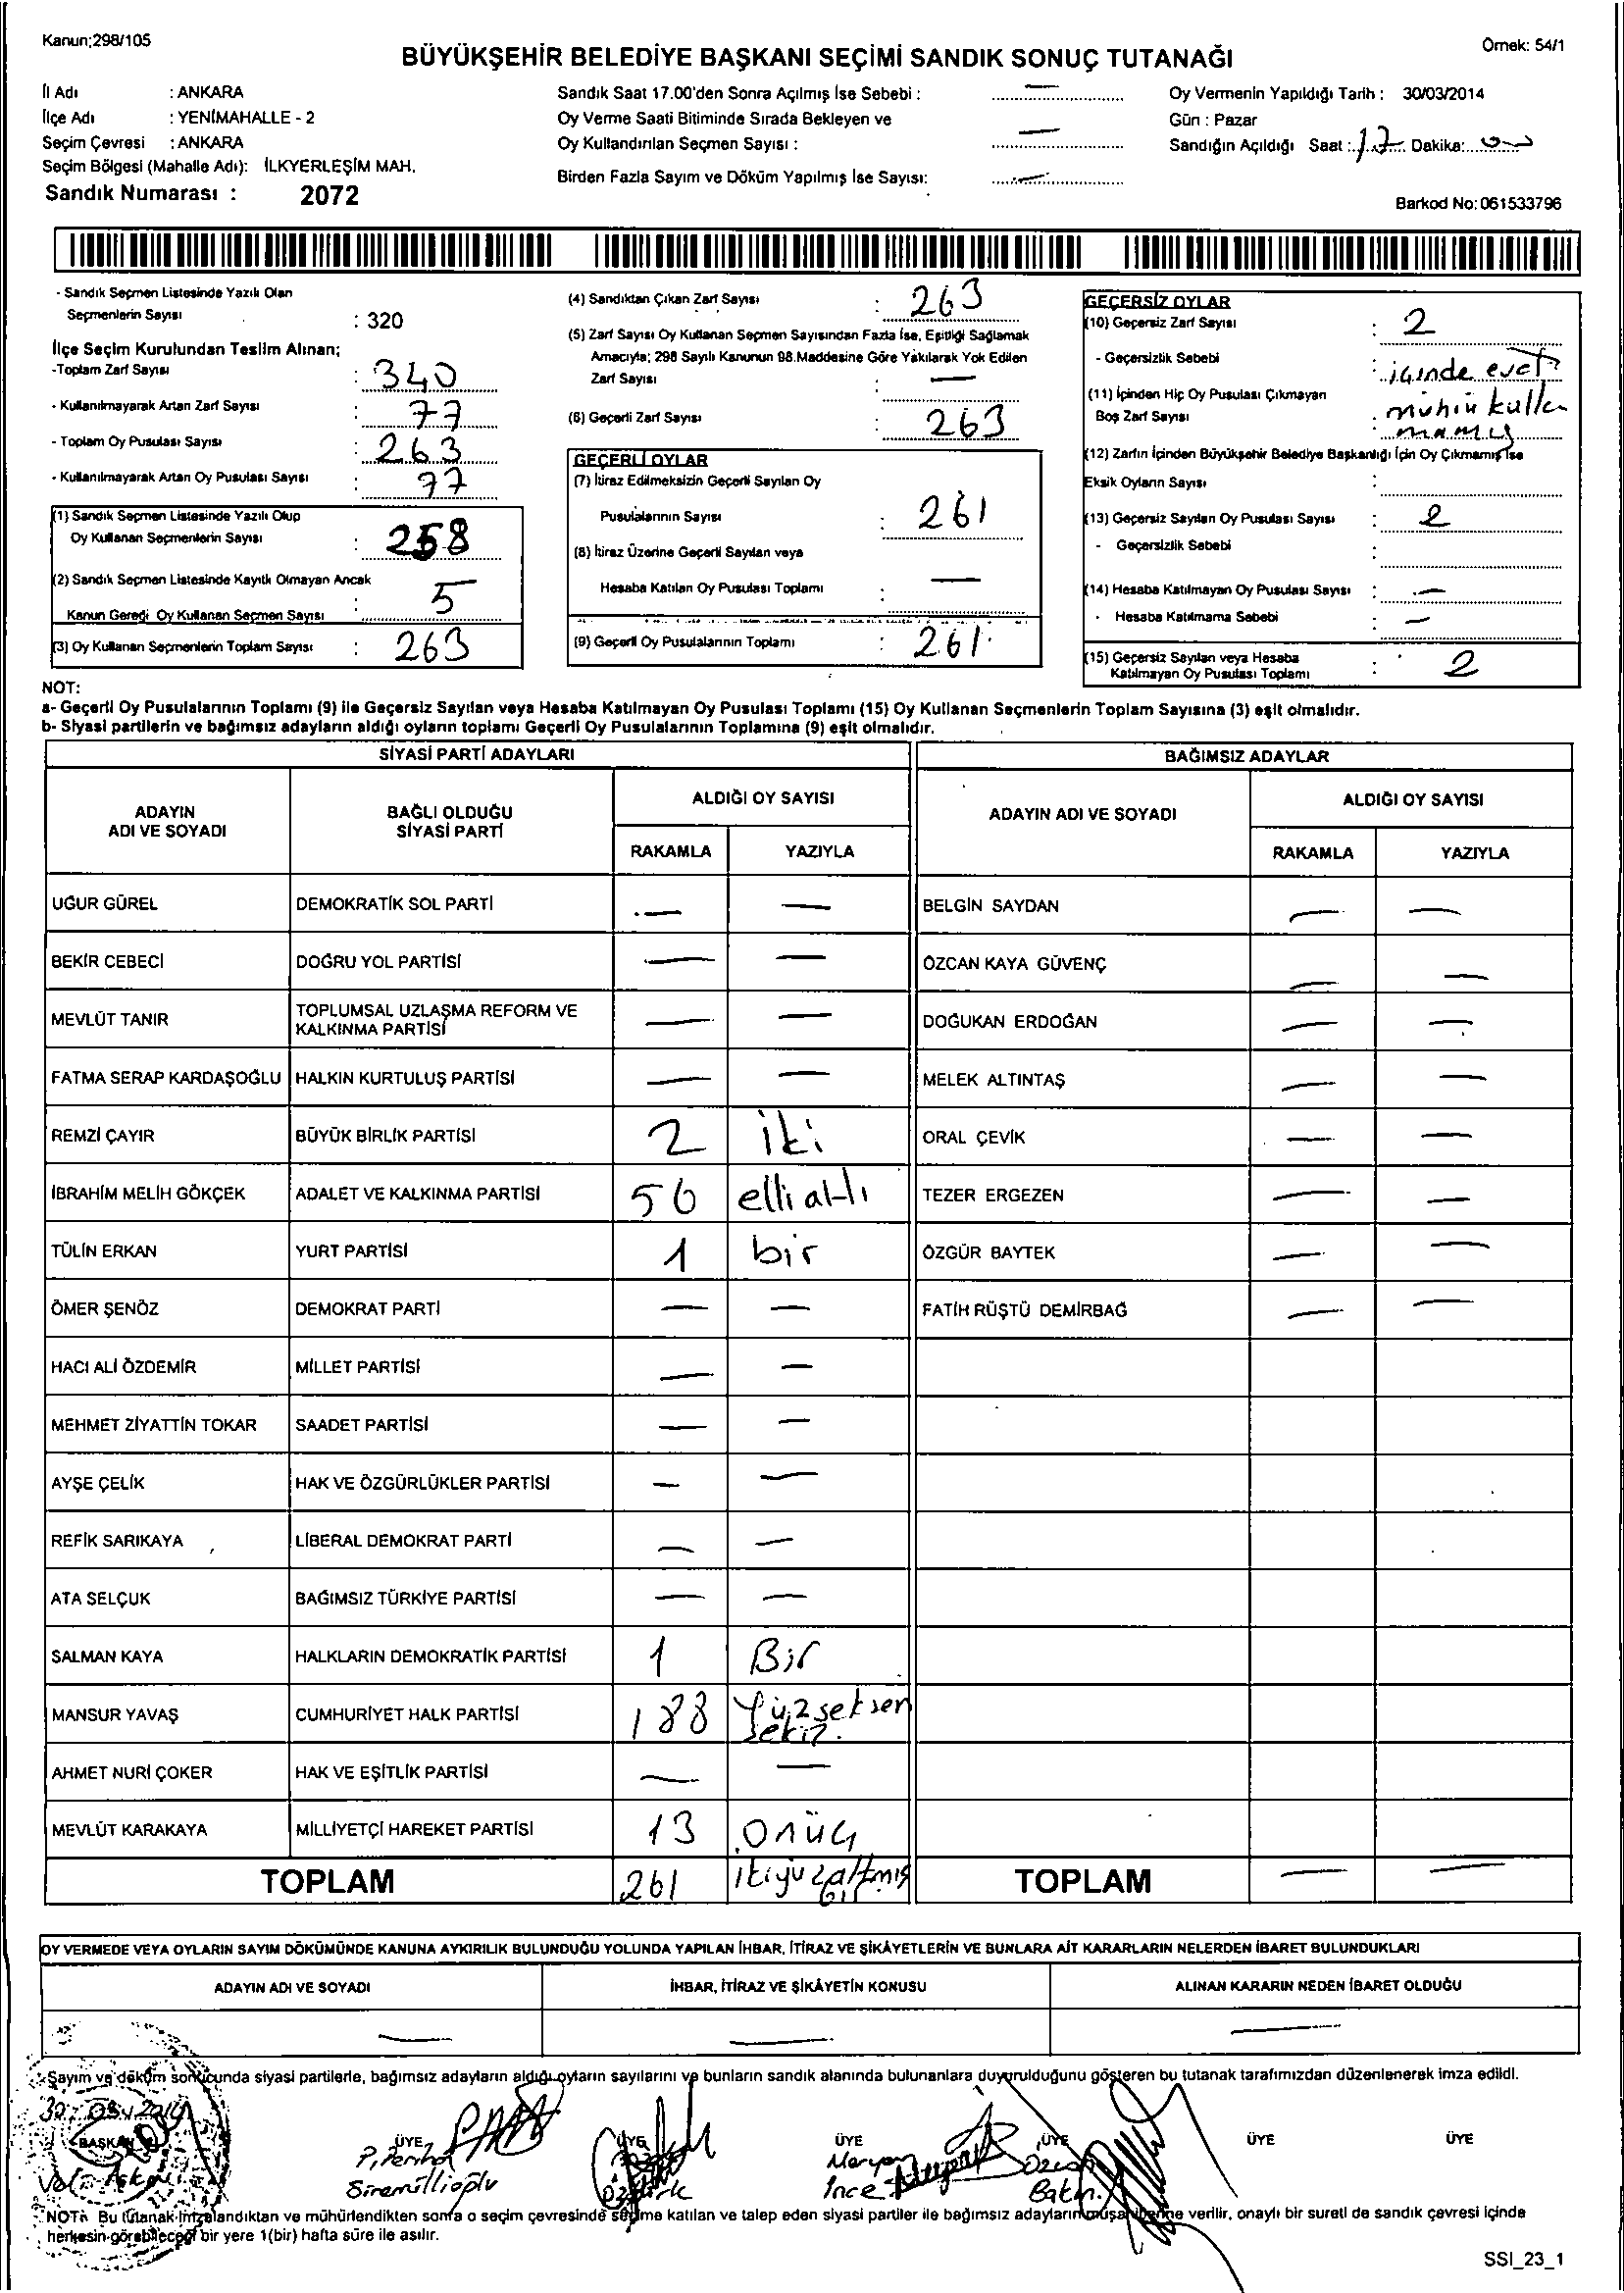 Kanun;298/105
Örnek: 54/1
BÜYÜKŞEHİR BELEDİYE BAŞKANI SEÇİMİ SANDIK SONUÇ TUTANAĞI
İl Adı : ANKARA
İlçe Adı : YENİMAHALLE - 2
Seçim Çevresi : ANKARA
Seçim Bölgesi (Mahalle Adı): İLKYERLEŞİM MAH.
Sandık Numarası : 2072
Sandık Saat 17.00'den Sonra Açılmış İse Sebebi : —
Oy Verme Saati Bitiminde Sırada Bekleyen ve
Oy Kullandırılan Seçmen Sayısı : —
Birden Fazla Sayım ve Döküm Yapılmış İse Sayısı: —
Oy Vermenin Yapıldığı Tarih : 30/03/2014
Gün : Pazar
Sandığın Açıldığı Saat : 17 Dakika: 00
Barkod No: 061533796
- Sandık Seçmen Listesinde Yazılı Olan
Seçmenlerin Sayısı : 320
İlçe Seçim Kurulundan Teslim Alınan;
-Toplam Zarf Sayısı : 340
- Kullanılmayarak Artan Zarf Sayısı : 77
- Toplam Oy Pusulası Sayısı : 263
- Kullanılmayarak Artan Oy Pusulası Sayısı : 77
(1) Sandık Seçmen Listesinde Yazılı Olup
Oy Kullanan Seçmenlerin Sayısı : 258
(2) Sandık Seçmen Listesinde Kayıtlı Olmayan Ancak
Kanun Gereği Oy Kullanan Seçmen Sayısı : 5
(3) Oy Kullanan Seçmenlerin Toplam Sayısı : 263
(4) Sandıktan Çıkan Zarf Sayısı : 263
(5) Zarf Sayısı Oy Kullanan Seçmen Sayısından Fazla İse, Eşitliği Sağlamak
Amacıyla; 298 Sayılı Kanunun 98.Maddesine Göre Yakılarak Yok Edilen
Zarf Sayısı : —
(6) Geçerli Zarf Sayısı : 263
GEÇERLİ OYLAR
(7) İtiraz Edilmeksizin Geçerli Sayılan Oy
Pusulalarının Sayısı : 261
(8) İtiraz Üzerine Geçerli Sayılan veya
Hesaba Katılan Oy Pusulası Toplamı : —
(9) Geçerli Oy Pusulalarının Toplamı : 261
GEÇERSİZ OYLAR
(10) Geçersiz Zarf Sayısı : 2
- Geçersizlik Sebebi : içinde evet
(11) İçinden Hiç Oy Pusulası Çıkmayan
Boş Zarf Sayısı : mührü kullan
mamış
(12) Zarfın İçinden Büyükşehir Belediye Başkanlığı İçin Oy Çıkmamış İse
Eksik Oyların Sayısı :
(13) Geçersiz Sayılan Oy Pusulası Sayısı : 2
- Geçersizlik Sebebi :
(14) Hesaba Katılmayan Oy Pusulası Sayısı : —
- Hesaba Katılmama Sebebi : —
(15) Geçersiz Sayılan veya Hesaba
Katılmayan Oy Pusulası Toplamı : 2
NOT:
a- Geçerli Oy Pusulalarının Toplamı (9) ile Geçersiz Sayılan veya Hesaba Katılmayan Oy Pusulası Toplamı (15) Oy Kullanan Seçmenlerin Toplam Sayısına (3) eşit olmalıdır.
b- Siyasi partilerin ve bağımsız adayların aldığı oyların toplamı Geçerli Oy Pusulalarının Toplamına (9) eşit olmalıdır.
SİYASİ PARTİ ADAYLARI
BAĞIMSIZ ADAYLAR
ADAYIN
ADI VE SOYADI
BAĞLI OLDUĞU
SİYASİ PARTİ
ALDIĞI OY SAYISI
RAKAMLA YAZIYLA
ADAYIN ADI VE SOYADI
ALDIĞI OY SAYISI
RAKAMLA YAZIYLA
UĞUR GÜREL DEMOKRATİK SOL PARTİ — — BELGİN SAYDAN — —
BEKİR CEBECİ DOĞRU YOL PARTİSİ — — ÖZCAN KAYA GÜVENÇ — —
MEVLÜT TANIR TOPLUMSAL UZLAŞMA REFORM VE
KALKINMA PARTİSİ — — DOĞUKAN ERDOĞAN — —
FATMA SERAP KARDAŞOĞLU HALKIN KURTULUŞ PARTİSİ — — MELEK ALTINTAŞ — —
REMZİ ÇAYIR BÜYÜK BİRLİK PARTİSİ 2 iki ORAL ÇEVİK — —
İBRAHİM MELİH GÖKÇEK ADALET VE KALKINMA PARTİSİ 56 elli altı TEZER ERGEZEN — —
TÜLİN ERKAN YURT PARTİSİ 1 bir ÖZGÜR BAYTEK — —
ÖMER ŞENÖZ DEMOKRAT PARTİ — — FATİH RÜŞTÜ DEMİRBAĞ — —
HACI ALİ ÖZDEMİR MİLLET PARTİSİ — —
MEHMET ZİYATTİN TOKAR SAADET PARTİSİ — —
AYŞE ÇELİK HAK VE ÖZGÜRLÜKLER PARTİSİ — —
REFİK SARIKAYA LİBERAL DEMOKRAT PARTİ — —
ATA SELÇUK BAĞIMSIZ TÜRKİYE PARTİSİ — —
SALMAN KAYA HALKLARIN DEMOKRATİK PARTİSİ 1 Bir
MANSUR YAVAŞ CUMHURİYET HALK PARTİSİ 188 Yüzseksen
sekiz.
AHMET NURİ ÇOKER HAK VE EŞİTLİK PARTİSİ — —
MEVLÜT KARAKAYA MİLLİYETÇİ HAREKET PARTİSİ 13 onüç
TOPLAM 261 ikiyüzaltmış
bir
TOPLAM — —
OY VERMEDE VEYA OYLARIN SAYIM DÖKÜMÜNDE KANUNA AYKIRILIK BULUNDUĞU YOLUNDA YAPILAN İHBAR, İTİRAZ VE ŞİKÂYETLERİN VE BUNLARA AİT KARARLARIN NELERDEN İBARET BULUNDUKLARI
ADAYIN ADI VE SOYADI İHBAR, İTİRAZ VE ŞİKÂYETİN KONUSU ALINAN KARARIN NEDEN İBARET OLDUĞU
— — —
Sayım ve döküm sonucunda siyasi partilerle, bağımsız adayların aldığı oyların sayılarını ve bunların sandık alanında bulunanlara duyurulduğunu gösteren bu tutanak tarafımızdan düzenlenerek imza edildi.
30.03.2014
BAŞKAN ÜYE ÜYE ÜYE ÜYE ÜYE ÜYE
P. Perihan
Siremillioğlu
Öztürk
Meryem
İnce
Özcan
NOT: Bu tutanak imzalandıktan ve mühürlendikten sonra o seçim çevresinde seçime katılan ve talep eden siyasi partiler ile bağımsız adayların müşahitlerine verilir, onaylı bir sureti de sandık çevresi içinde
herkesin görebileceği bir yere 1(bir) hafta süre ile asılır.
SSI_23_1